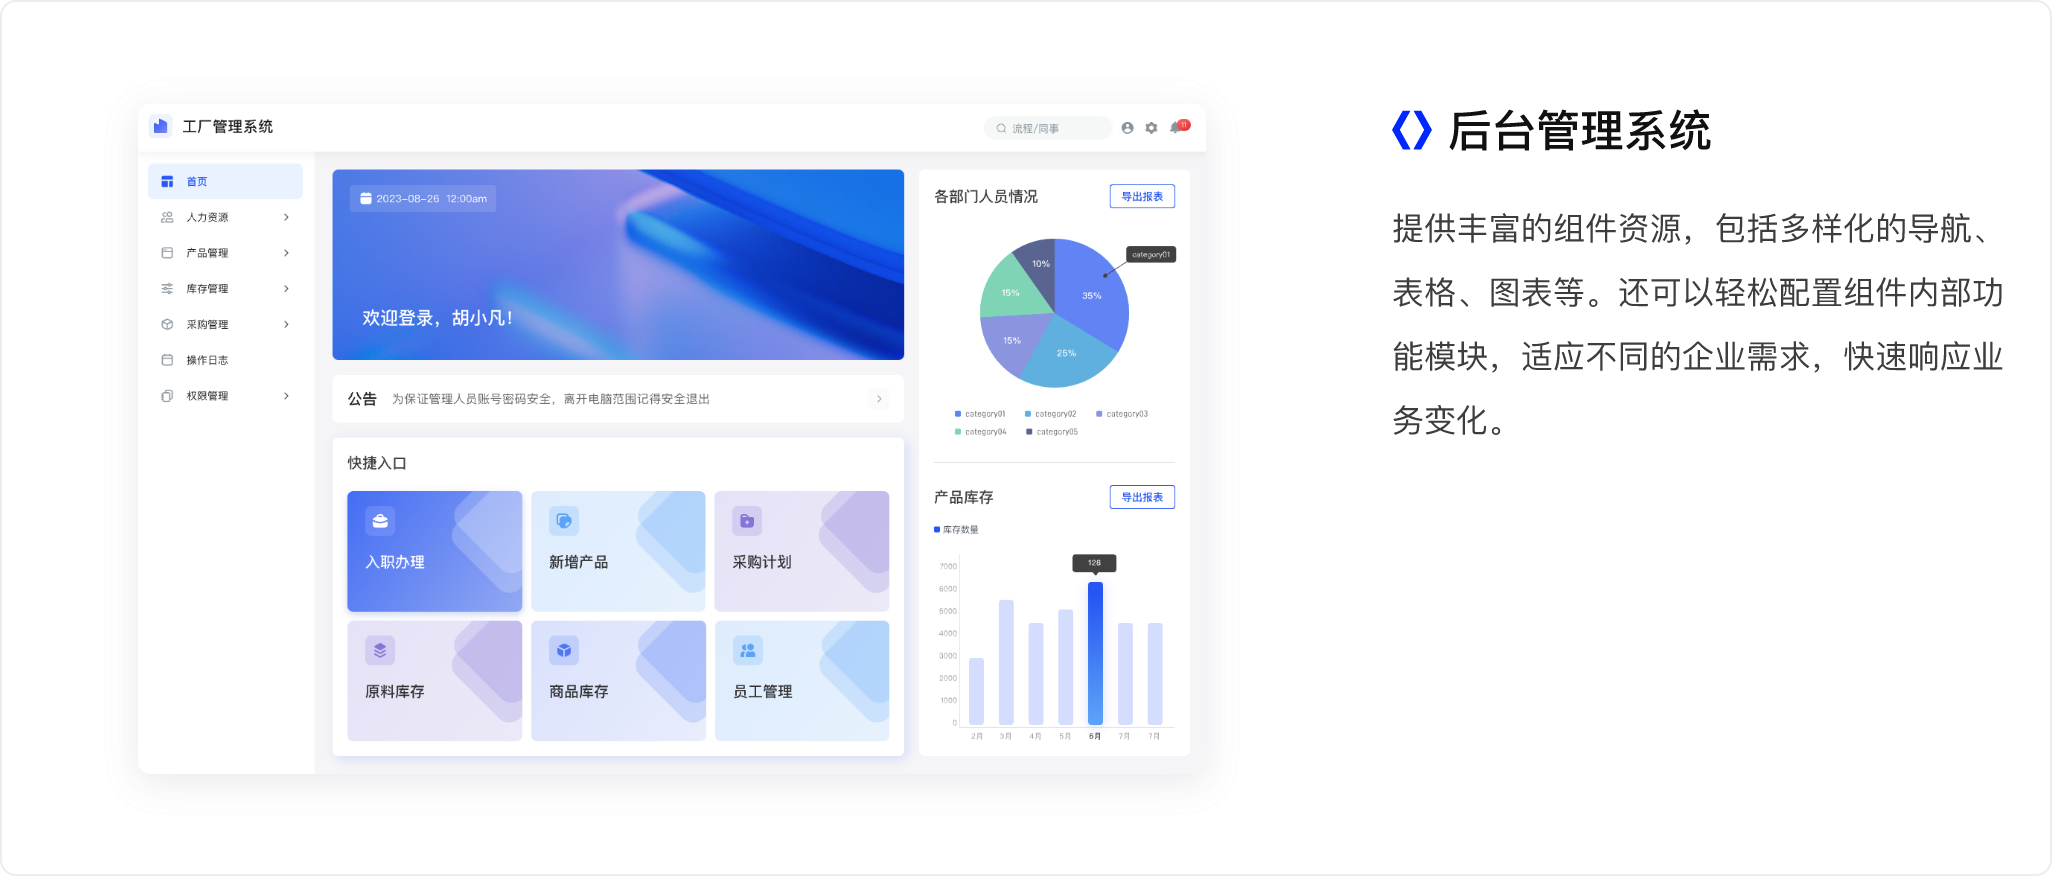 工厂管理系统
流程/同事
11
首页
人力资源
产品管理
库存管理
采购管理
操作日志
权限管理
2023-08-26 12:00am
欢迎登录，胡小凡！
公告 为保证管理人员账号密码安全，离开电脑范围记得安全退出
快捷入口
入职办理
新增产品
采购计划
原料库存
商品库存
员工管理
各部门人员情况
导出报表
category01
10%
35%
15%
15%
25%
category01 category02 category03
category04 category05
产品库存
导出报表
库存数量
128
7000
6000
5000
4000
3000
2000
1000
0
2月 3月 4月 5月 6月 7月 7月
后台管理系统
提供丰富的组件资源，包括多样化的导航、
表格、图表等。还可以轻松配置组件内部功
能模块，适应不同的企业需求，快速响应业
务变化。